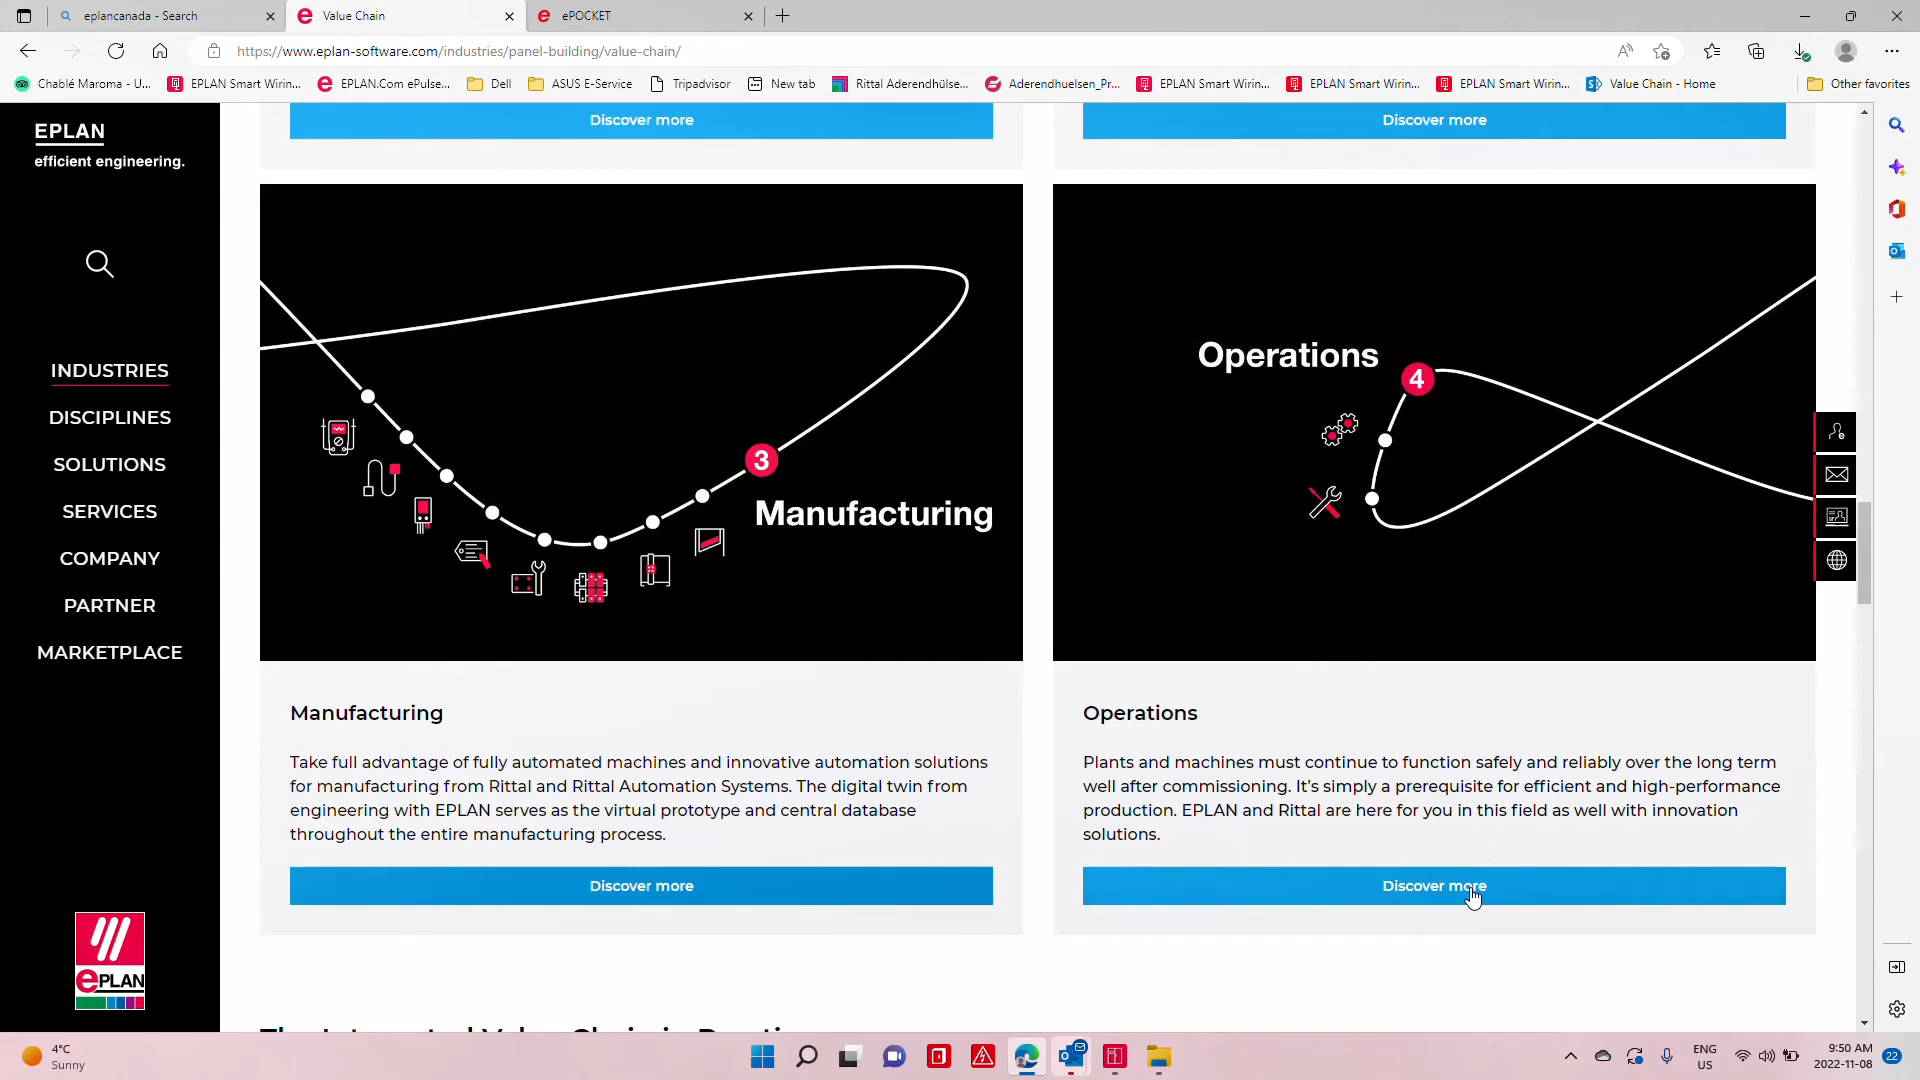 eplancanada - Search
Value Chain
ePOCKET
https://www.eplan-software.com/industries/panel-building/value-chain/
Chablé Maroma - U...
EPLAN Smart Wirin...
EPLAN.Com ePulse...
Dell
ASUS E-Service
Tripadvisor
New tab
Rittal Aderendhülse...
Aderendhuelsen_Pr...
EPLAN Smart Wirin...
EPLAN Smart Wirin...
EPLAN Smart Wirin...
Value Chain - Home
Other favorites
EPLAN
efficient engineering.
INDUSTRIES
DISCIPLINES
SOLUTIONS
SERVICES
COMPANY
PARTNER
MARKETPLACE
ePLAN
Discover more
Discover more
3
Manufacturing
Operations
4
Manufacturing
Take full advantage of fully automated machines and innovative automation solutions
for manufacturing from Rittal and Rittal Automation Systems. The digital twin from
engineering with EPLAN serves as the virtual prototype and central database
throughout the entire manufacturing process.
Discover more
Operations
Plants and machines must continue to function safely and reliably over the long term
well after commissioning. It's simply a prerequisite for efficient and high-performance
production. EPLAN and Rittal are here for you in this field as well with innovation
solutions.
Discover more
4°C
Sunny
ENG
US
9:50 AM
2022-11-08
22